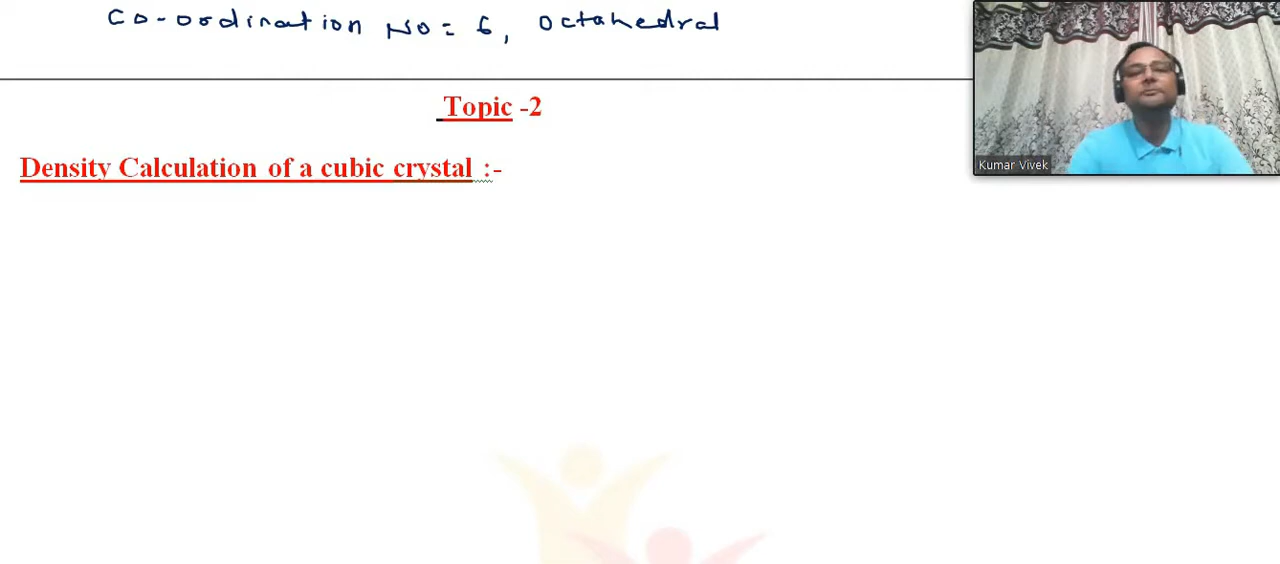 Co-ordination No = 6, Octahedral
Topic -2
Density Calculation of a cubic crystal :-
Kumar Vivek